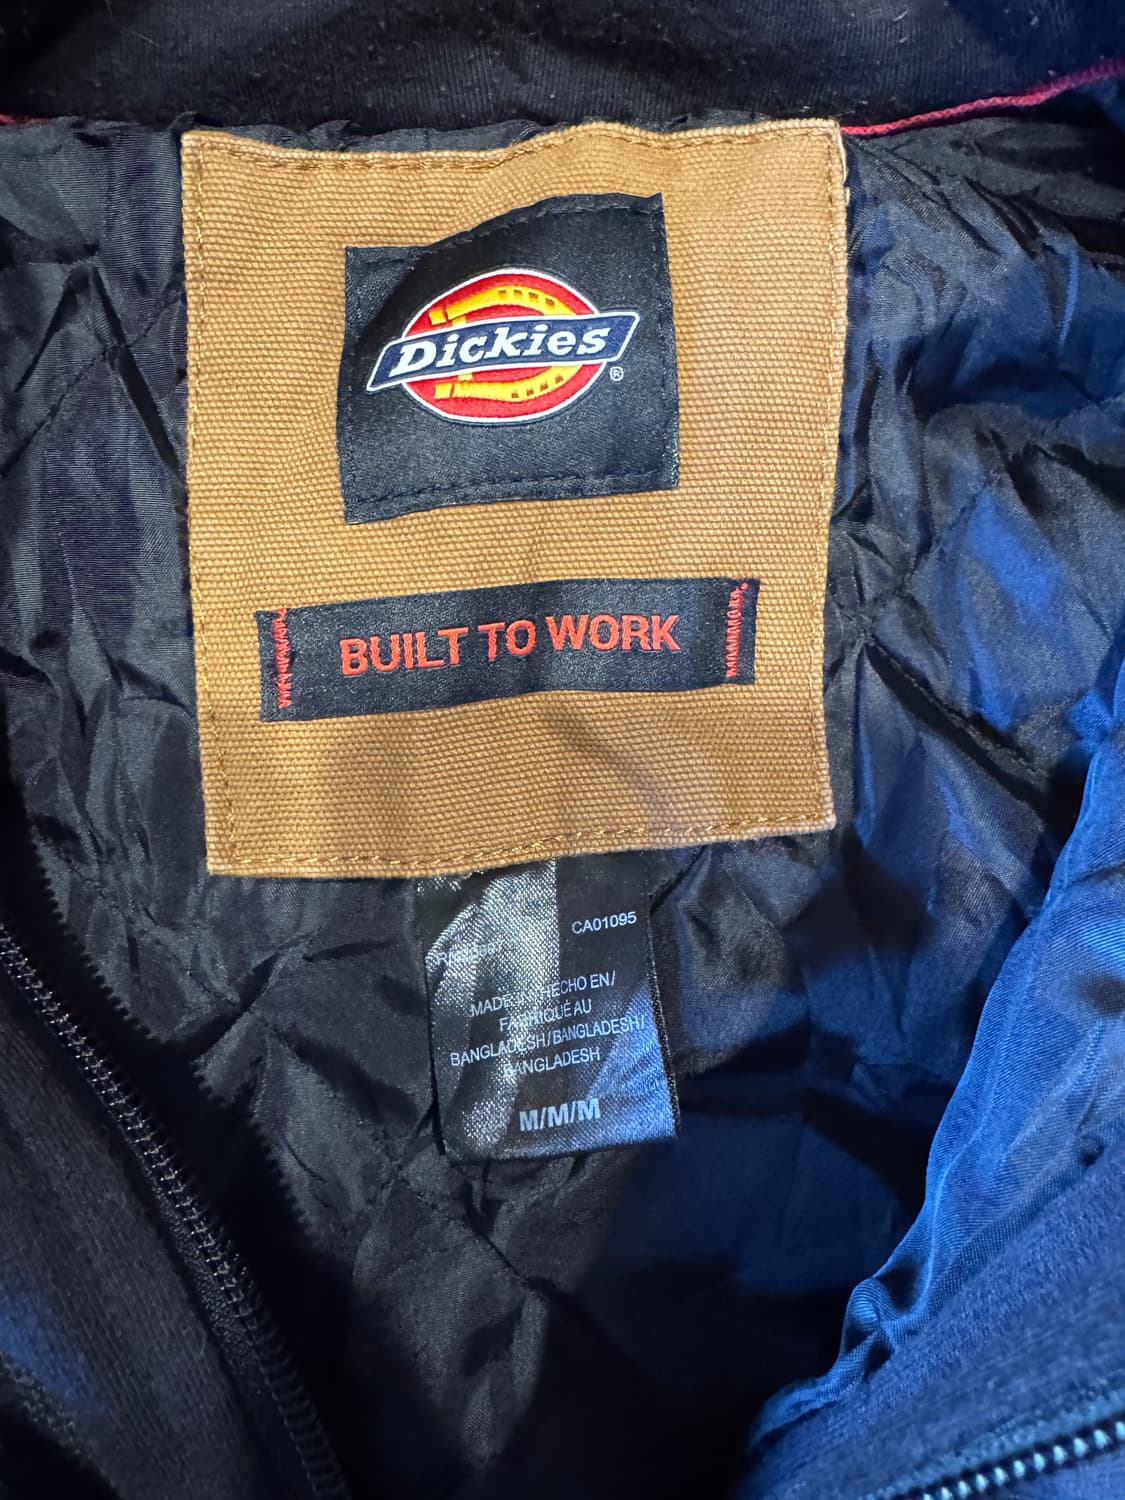 Dickies®
BUILT TO WORK
CA01095
MADE IN/HECHO EN/
FABRIQUÉ AU
BANGLADESH/BANGLADESH/
BANGLADESH
M/M/M